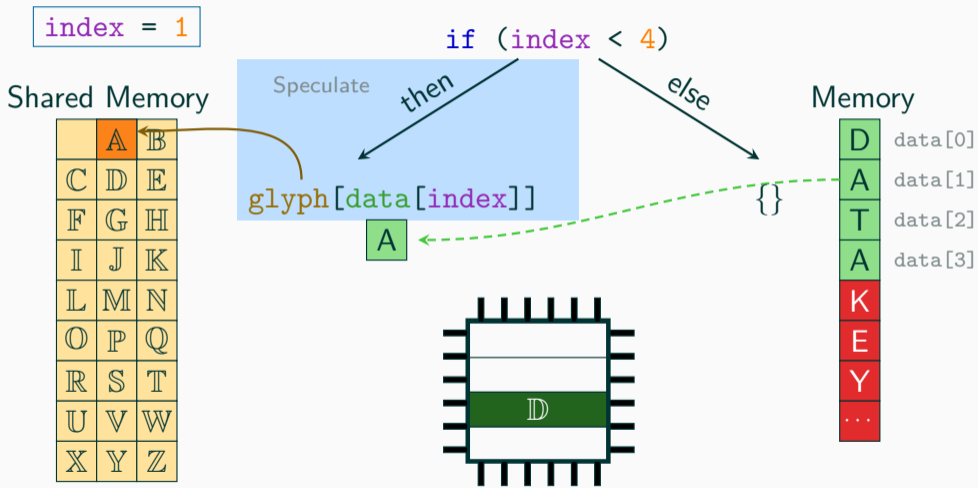 index = 1
if (index < 4)
Speculate
then
else
Shared Memory
𝔸 𝔹
ℂ 𝔻 𝔼
𝔽 𝔾 ℍ
𝕀 𝕁 𝕂
𝕃 𝕄 ℕ
𝕆 ℙ ℚ
ℝ 𝕊 𝕋
𝕌 𝕍 𝕎
𝕏 𝕐 ℤ
glyph[data[index]]
A
{}
𝔻
Memory
D data[0]
A data[1]
T data[2]
A data[3]
K
E
Y
...